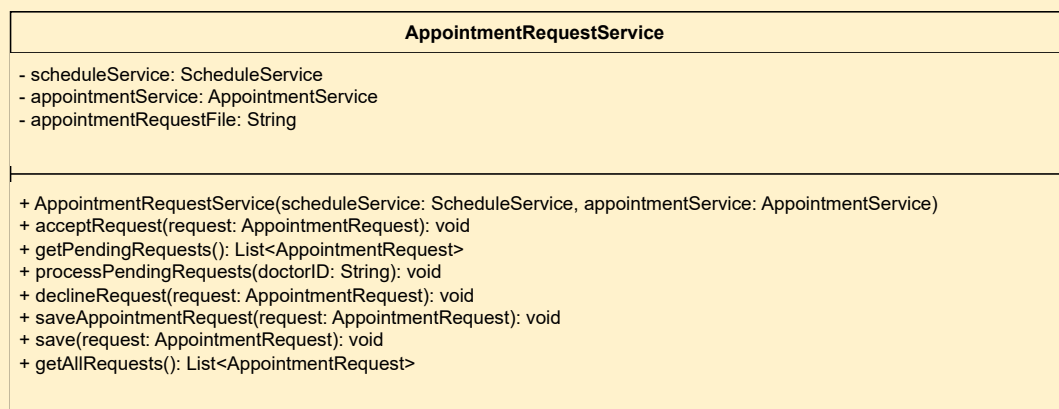 AppointmentRequestService
- scheduleService: ScheduleService
- appointmentService: AppointmentService
- appointmentRequestFile: String
+ AppointmentRequestService(scheduleService: ScheduleService, appointmentService: AppointmentService)
+ acceptRequest(request: AppointmentRequest): void
+ getPendingRequests(): List<AppointmentRequest>
+ processPendingRequests(doctorID: String): void
+ declineRequest(request: AppointmentRequest): void
+ saveAppointmentRequest(request: AppointmentRequest): void
+ save(request: AppointmentRequest): void
+ getAllRequests(): List<AppointmentRequest>